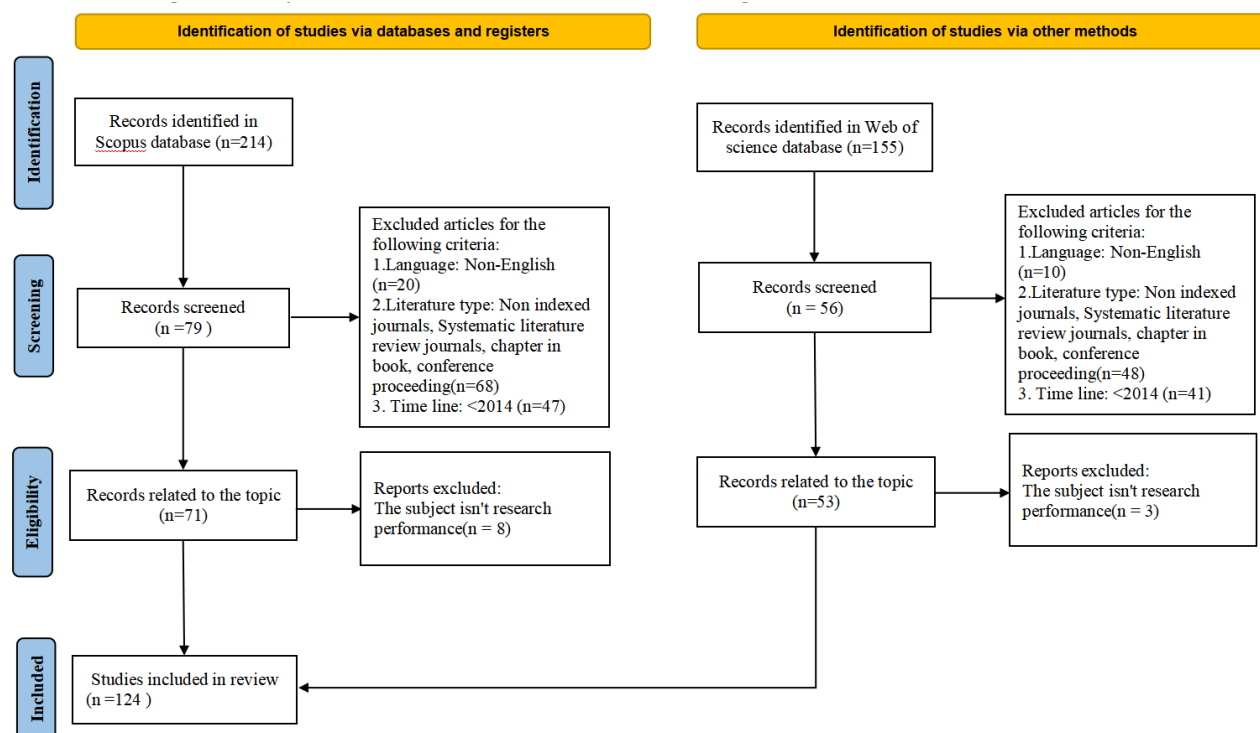 Identification of studies via databases and registers
Identification of studies via other methods
Identification
Records identified in
Scopus database (n=214)
Records identified in Web of
science database (n=155)
Screening
Records screened
(n =79 )
Excluded articles for the
following criteria:
1.Language: Non-English
(n=20)
2.Literature type: Non indexed
journals, Systematic literature
review journals, chapter in
book, conference
proceeding(n=68)
3. Time line: <2014 (n=47)
Records screened
(n = 56)
Excluded articles for the
following criteria:
1.Language: Non-English
(n=10)
2.Literature type: Non indexed
journals, Systematic literature
review journals, chapter in
book, conference
proceeding(n=48)
3. Time line: <2014 (n=41)
Eligibility
Records related to the topic
(n=71)
Reports excluded:
The subject isn't research
performance(n = 8)
Records related to the topic
(n=53)
Reports excluded:
The subject isn't research
performance(n = 3)
Included
Studies included in review
(n =124 )